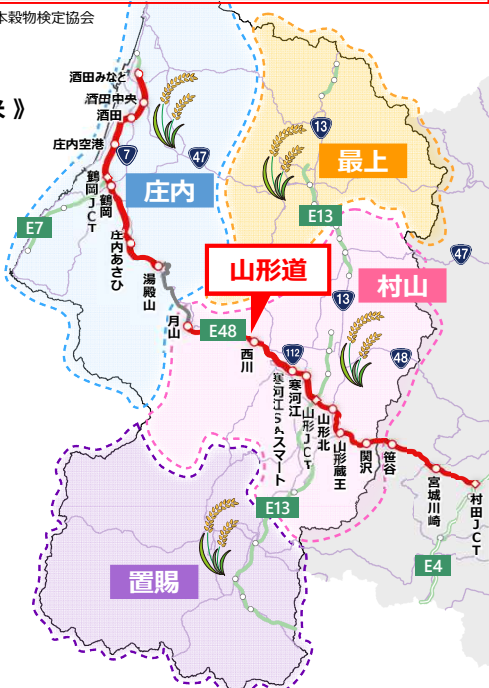 本穀物検定協会
米》
酒田みなと
酒田中央
酒田
庄内空港
7
47
13
最上
庄内
鶴岡JCT
鶴岡
E7
庄内あさひ
湯殿山
E13
47
山形道
村山
月山
E48
西川
13
112
48
寒河江SAスマート
寒河江
山形JCT
山形北
山形蔵王
関沢
笹谷
宮城川崎
村田JCT
E13
E4
置賜